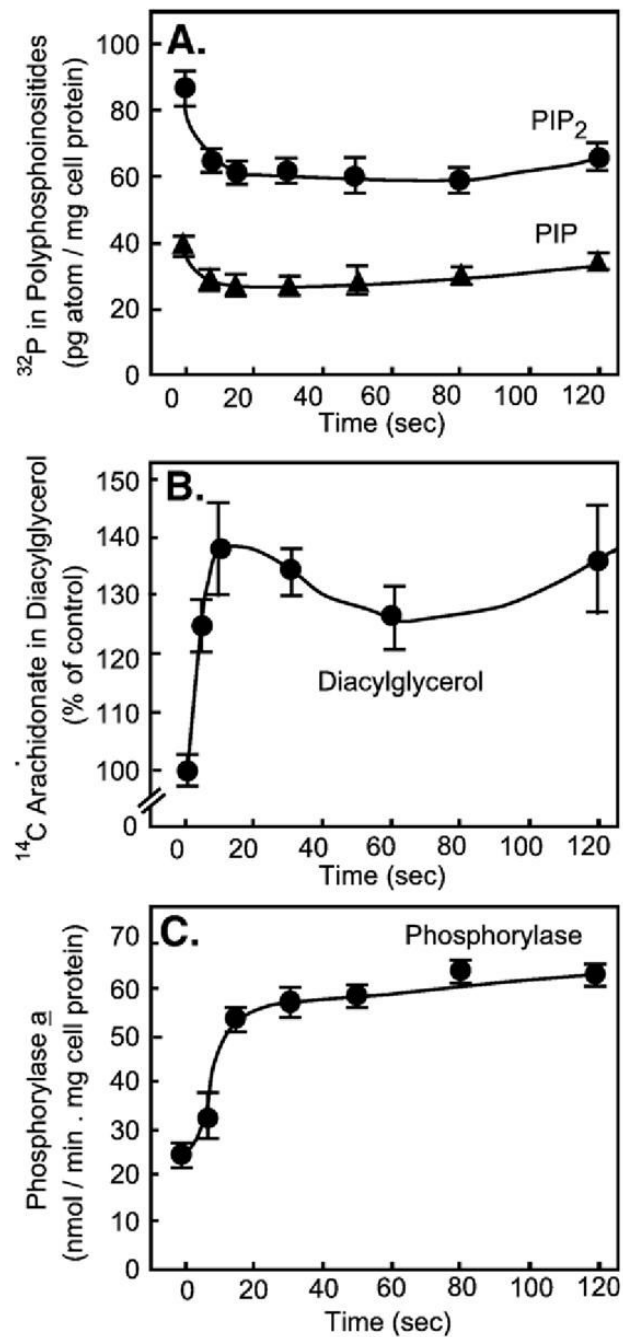 A.
100
80
60
40
20
0
PIP2
PIP
32P in Polyphosphoinositides
(pg atom / mg cell protein)
0 20 40 60 80 100 120
Time (sec)
B.
150
140
130
120
110
100
0
Diacylglycerol
14C Arachidonate in Diacylglycerol
(% of control)
0 20 40 60 80 100 120
Time (sec)
C.
Phosphorylase
70
60
50
40
30
20
10
0
Phosphorylase a
(nmol / min . mg cell protein)
0 20 40 60 80 100 120
Time (sec)